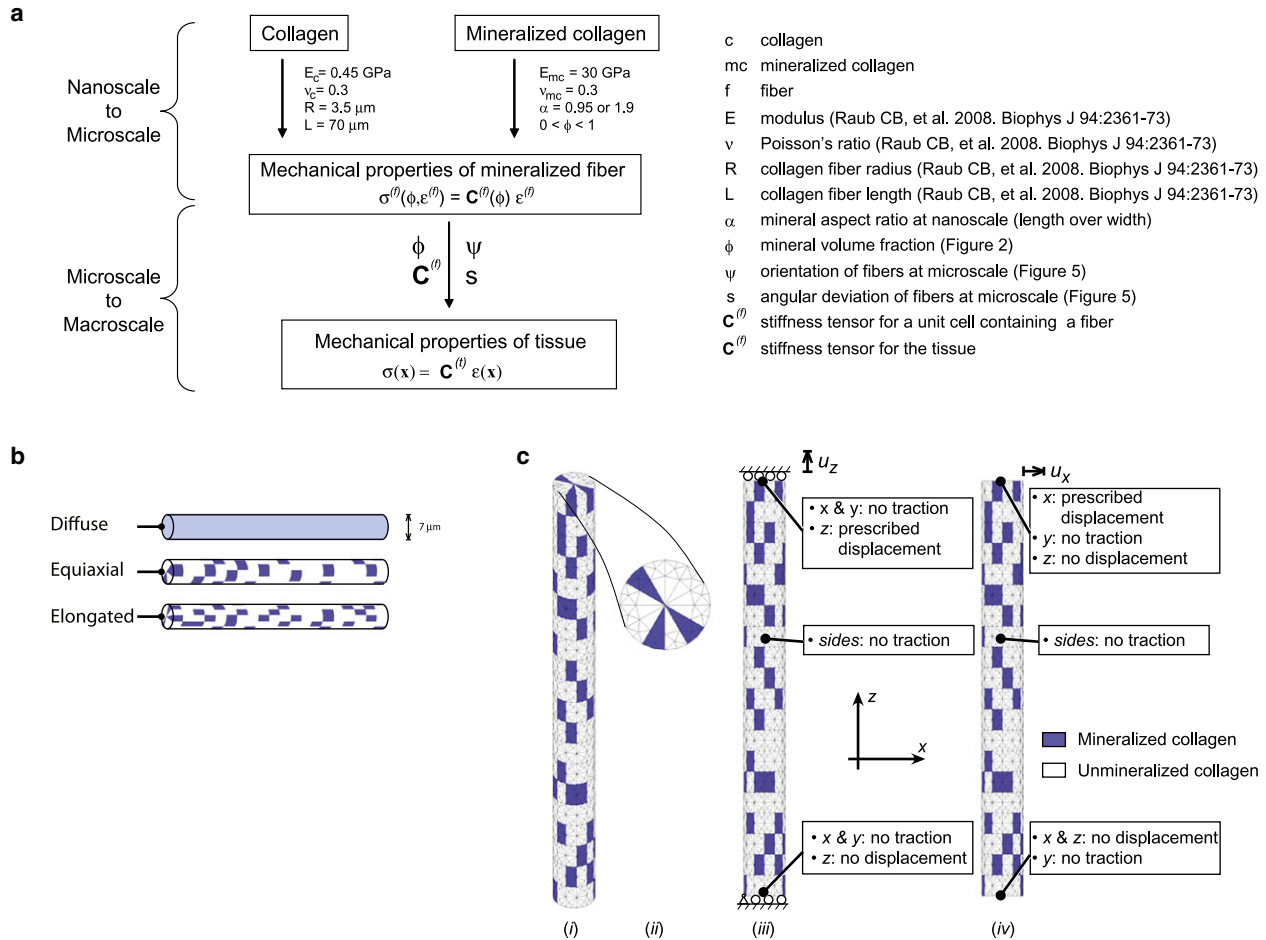 a
Nanoscale
to
Microscale
Microscale
to
Macroscale
Collagen
Mineralized collagen
E_c= 0.45 GPa
ν_c= 0.3
R = 3.5 μm
L = 70 μm
E_mc = 30 GPa
ν_mc = 0.3
α = 0.95 or 1.9
0 < ϕ < 1
Mechanical properties of mineralized fiber
σ^(f)(ϕ,ε^(f)) = C^(f)(ϕ) ε^(f)
ϕ ψ
C^(f) s
Mechanical properties of tissue
σ(x) = C^(t) ε(x)
c collagen
mc mineralized collagen
f fiber
E modulus (Raub CB, et al. 2008. Biophys J 94:2361-73)
ν Poisson's ratio (Raub CB, et al. 2008. Biophys J 94:2361-73)
R collagen fiber radius (Raub CB, et al. 2008. Biophys J 94:2361-73)
L collagen fiber length (Raub CB, et al. 2008. Biophys J 94:2361-73)
α mineral aspect ratio at nanoscale (length over width)
ϕ mineral volume fraction (Figure 2)
ψ orientation of fibers at microscale (Figure 5)
s angular deviation of fibers at microscale (Figure 5)
C^(f) stiffness tensor for a unit cell containing a fiber
C^(f) stiffness tensor for the tissue
b
Diffuse
Equiaxial
Elongated
7 μm
c
u_z
• x & y: no traction
• z: prescribed
displacement
• sides: no traction
• x & y: no traction
• z: no displacement
z
x
u_x
• x: prescribed
displacement
• y: no traction
• z: no displacement
• sides: no traction
Mineralized collagen
Unmineralized collagen
• x & z: no displacement
• y: no traction
(i)
(ii)
(iii)
(iv)